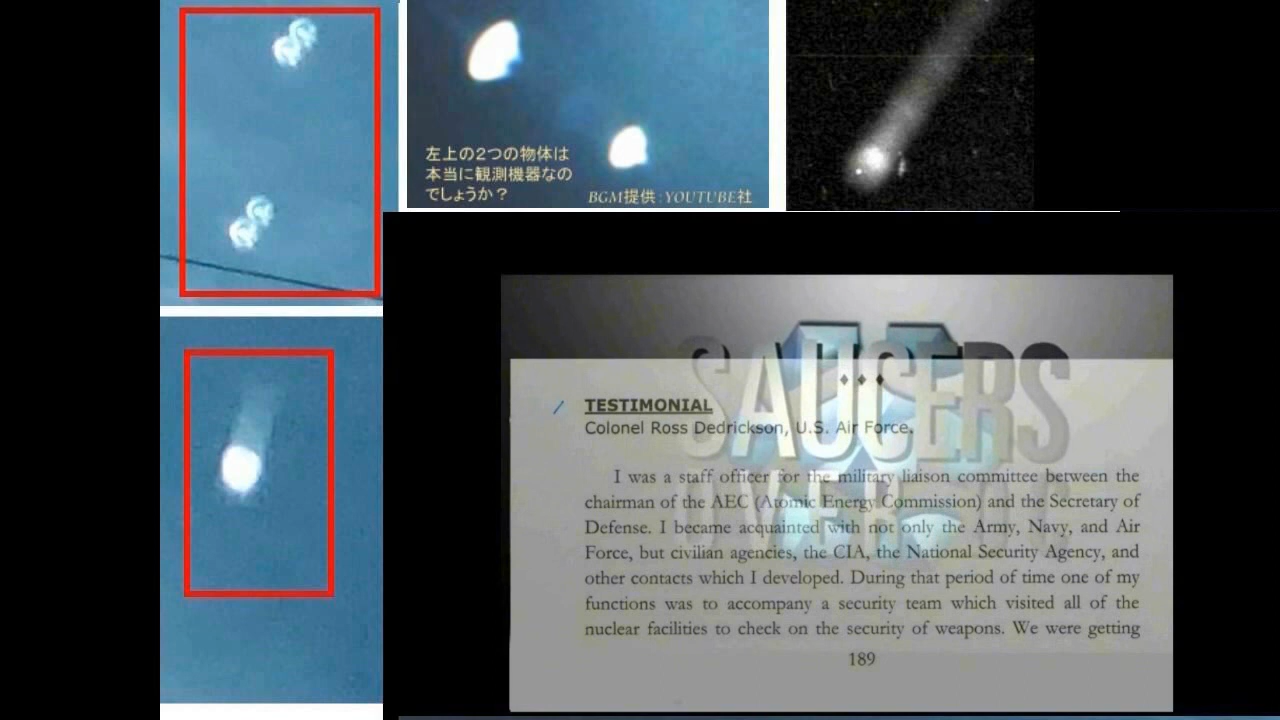 左上の2つの物体は
本当に観測機器なの
でしょうか？
BGM提供：YOUTUBE社
SAUCERS
TESTIMONIAL
Colonel Ross Dedrickson, U.S. Air Force.
I was a staff officer for the military liaison committee between the
chairman of the AEC (Atomic Energy Commission) and the Secretary of
Defense. I became acquainted with not only the Army, Navy, and Air
Force, but civilian agencies, the CIA, the National Security Agency, and
other contacts which I developed. During that period of time one of my
functions was to accompany a security team which visited all of the
nuclear facilities to check on the security of weapons. We were getting
189